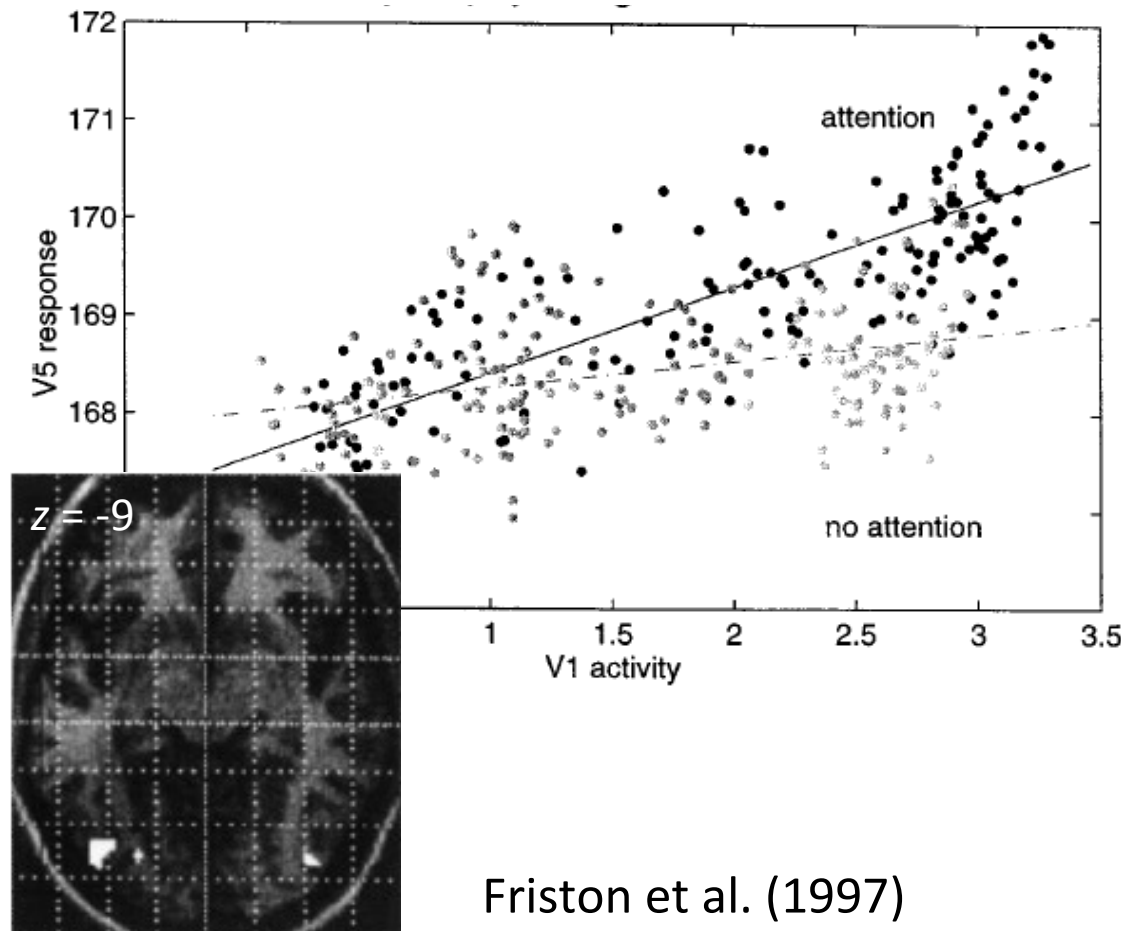 172
171
attention
170
V5 response
169
168
z = -9
no attention
1
1.5
2
2.5
3
3.5
V1 activity
Friston et al. (1997)